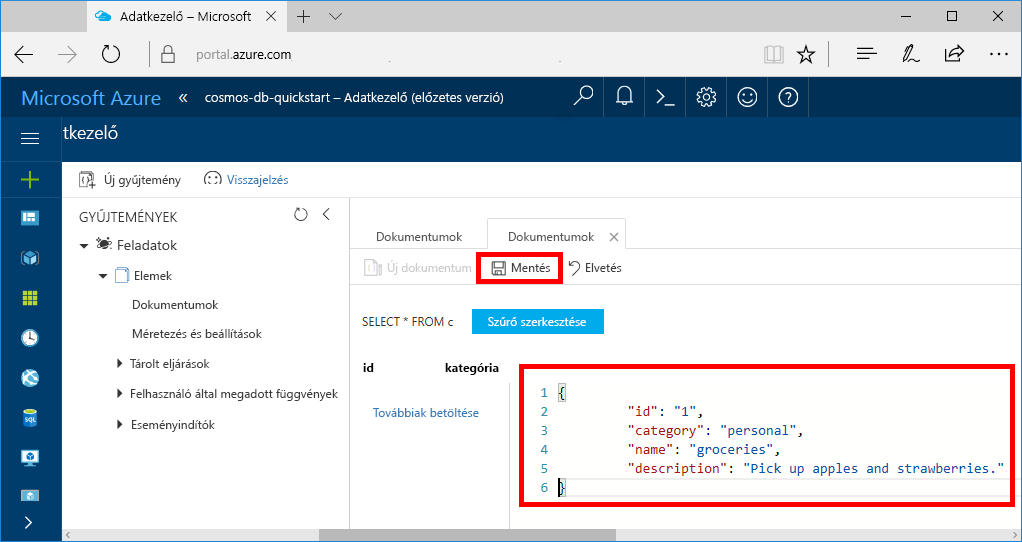 Adatkezelő – Microsoft
portal.azure.com
Microsoft Azure « cosmos-db-quickstart – Adatkezelő (előzetes verzió)
tkezelő
Új gyűjtemény Visszajelzés
GYŰJTEMÉNYEK
Feladatok
Elemek
Dokumentumok
Méretezés és beállítások
Tárolt eljárások
Felhasználó által megadott függvények
Eseményindítók
SQL
Dokumentumok Dokumentumok
Új dokumentum Mentés Elvetés
SELECT * FROM c Szűrő szerkesztése
id kategória
Továbbiak betöltése
1 {
2 "id": "1",
3 "category": "personal",
4 "name": "groceries",
5 "description": "Pick up apples and strawberries."
6 }